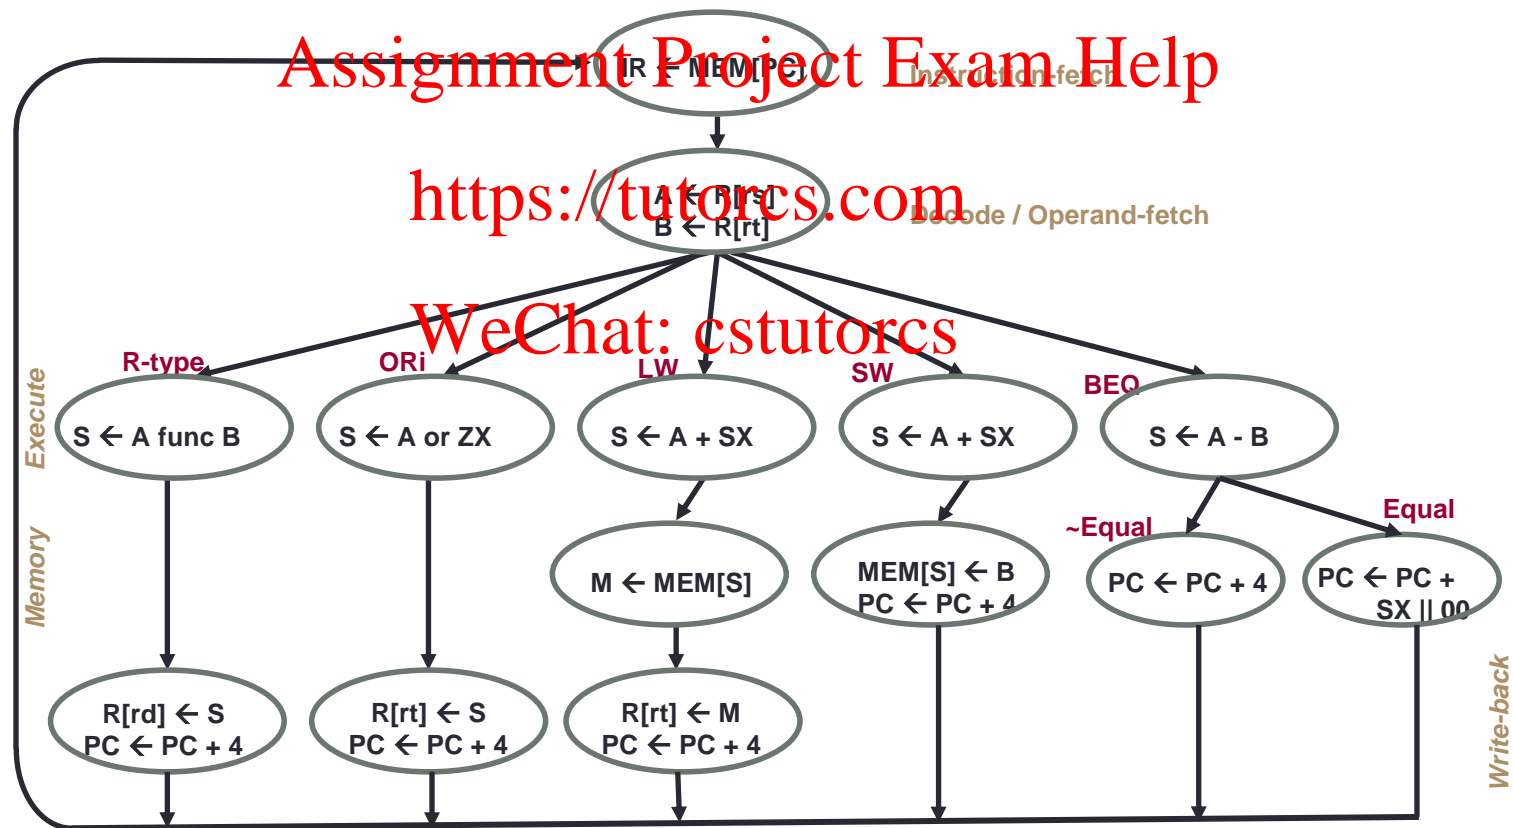 Assignment Project Exam Help
IR ← MEM[PC]
Instruction-fetch
https://tutorcs.com
A ← R[rs]
B ← R[rt]
Decode / Operand-fetch
WeChat: cstutorcs
R-type
ORi
LW
SW
BEQ
Execute
S ← A func B
S ← A or ZX
S ← A + SX
S ← A + SX
S ← A - B
~Equal
Equal
Memory
M ← MEM[S]
MEM[S] ← B
PC ← PC + 4
PC ← PC + 4
PC ← PC +
SX || 00
R[rd] ← S
PC ← PC + 4
R[rt] ← S
PC ← PC + 4
R[rt] ← M
PC ← PC + 4
Write-back